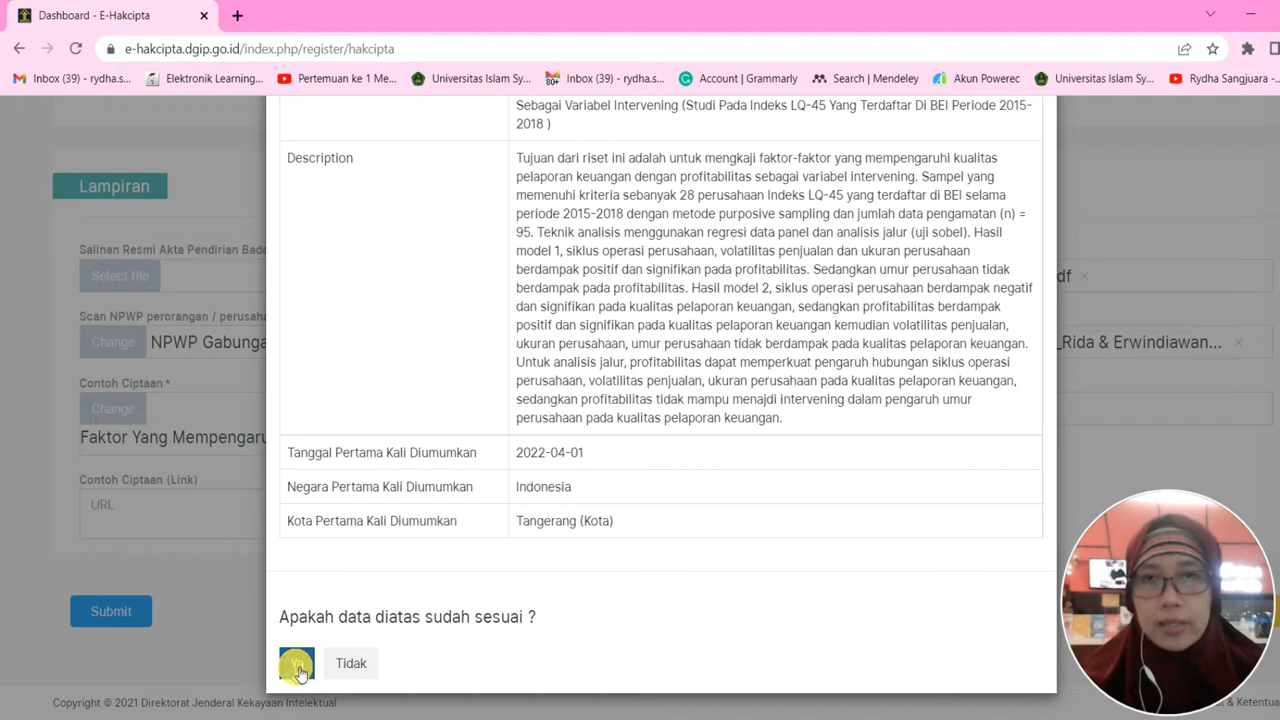 Dashboard - E-Hakcipta
e-hakcipta.dgip.go.id/index.php/register/hakcipta
Inbox (39) - rydha.s... Elektronik Learning... Pertemuan ke 1 Me... Universitas Islam Sy... Inbox (39) - rydha.s... Account | Grammarly Search | Mendeley Akun Powerec Universitas Islam Sy... Rydha Sangjuara -...
80+
Sebagai Variabel Intervening (Studi Pada Indeks LQ-45 Yang Terdaftar Di BEI Periode 2015-
2018 )
Description
Tujuan dari riset ini adalah untuk mengkaji faktor-faktor yang mempengaruhi kualitas
pelaporan keuangan dengan profitabilitas sebagai variabel intervening. Sampel yang
memenuhi kriteria sebanyak 28 perusahaan Indeks LQ-45 yang terdaftar di BEI selama
periode 2015-2018 dengan metode purposive sampling dan jumlah data pengamatan (n) =
95. Teknik analisis menggunakan regresi data panel dan analisis jalur (uji sobel). Hasil
model 1, siklus operasi perusahaan, volatilitas penjualan dan ukuran perusahaan
berdampak positif dan signifikan pada profitabilitas. Sedangkan umur perusahaan tidak
berdampak pada profitabilitas. Hasil model 2, siklus operasi perusahaan berdampak negatif
dan signifikan pada kualitas pelaporan keuangan, sedangkan profitabilitas berdampak
positif dan signifikan pada kualitas pelaporan keuangan kemudian volatilitas penjualan,
ukuran perusahaan, umur perusahaan tidak berdampak pada kualitas pelaporan keuangan.
Untuk analisis jalur, profitabilitas dapat memperkuat pengaruh hubungan siklus operasi
perusahaan, volatilitas penjualan, ukuran perusahaan pada kualitas pelaporan keuangan,
sedangkan profitabilitas tidak mampu menajdi intervening dalam pengaruh umur
perusahaan pada kualitas pelaporan keuangan.
Tanggal Pertama Kali Diumumkan 2022-04-01
Negara Pertama Kali Diumumkan Indonesia
Kota Pertama Kali Diumumkan Tangerang (Kota)
Apakah data diatas sudah sesuai ?
Ya Tidak
Lampiran
Salinan Resmi Akta Pendirian Bada
Select file
df ×
Scan NPWP perorangan / perusaha
Change NPWP Gabunga
_Rida & Erwindiawan... ×
Contoh Ciptaan *
Change
Faktor Yang Mempengaru
Contoh Ciptaan (Link)
URL
Submit
Copyright © 2021 Direktorat Jenderal Kekayaan Intelektual
& Ketentua